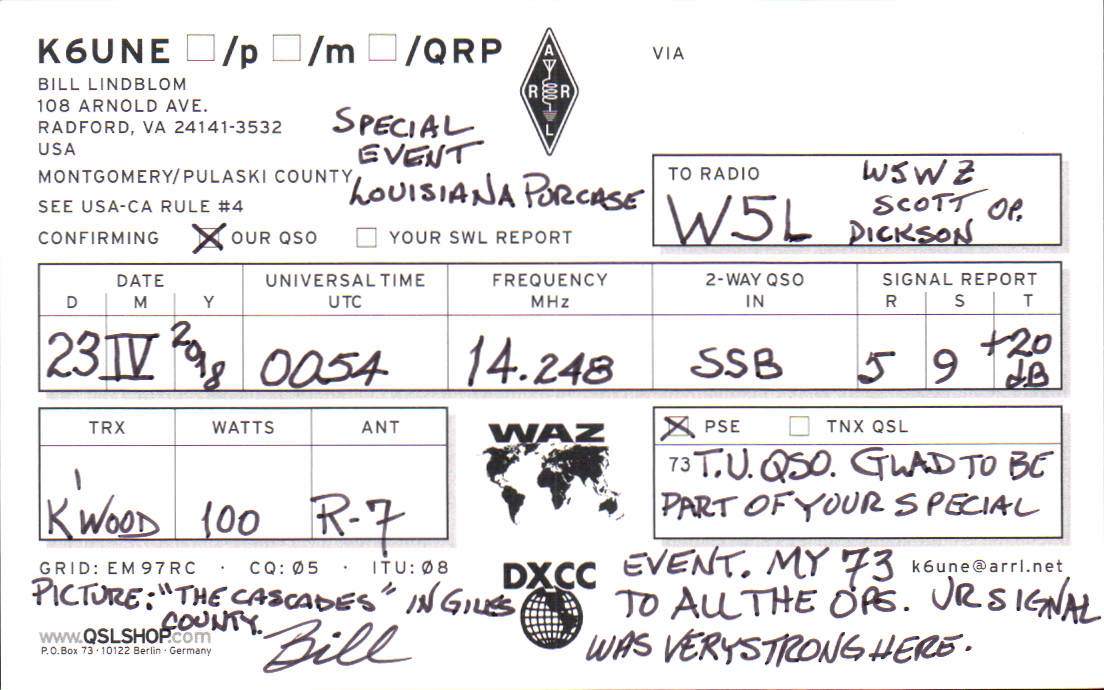 K6UNE □/p □/m □/QRP
BILL LINDBLOM
108 ARNOLD AVE.
RADFORD, VA 24141-3532
USA
MONTGOMERY/PULASKI COUNTY
SEE USA-CA RULE #4
SPECIAL
EVENT
LOUISIANA PURCASE
A
R R
L
VIA
TO RADIO
W5L
W5WZ
SCOTT OP.
DICKSON
CONFIRMING ☒ OUR QSO □ YOUR SWL REPORT
DATE UNIVERSAL TIME FREQUENCY 2-WAY QSO SIGNAL REPORT
D M Y UTC MHz IN R S T
23 IV 2018 0054 14.248 SSB 5 9 +20 dB
TRX WATTS ANT
K'WOOD 100 R-7
WAZ
☒ PSE □ TNX QSL
73 T.U. QSO. GLAD TO BE
PART OF YOUR SPECIAL
EVENT. MY 73
TO ALL THE OPS. UR SIGNAL
WAS VERY STRONG HERE.
k6une@arrl.net
GRID: EM97RC · CQ: 05 · ITU: 08
DXCC
PICTURE: "THE CASCADES" IN GILES
COUNTY.
Bill
www.QSLSHOP.com
P.O.Box 73 · 10122 Berlin · Germany